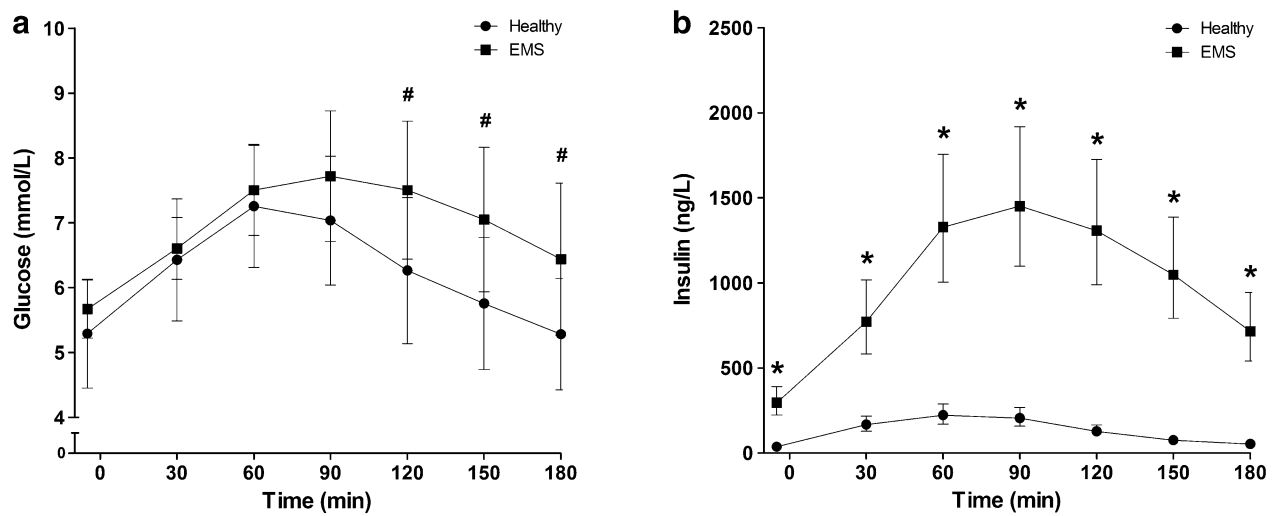 a
Healthy
EMS
10
9
8
7
6
5
4
0
Glucose (mmol/L)
#
#
#
0 30 60 90 120 150 180
Time (min)
b
Healthy
EMS
2500
2000
1500
1000
500
0
Insulin (ng/L)
*
*
*
*
*
*
*
0 30 60 90 120 150 180
Time (min)